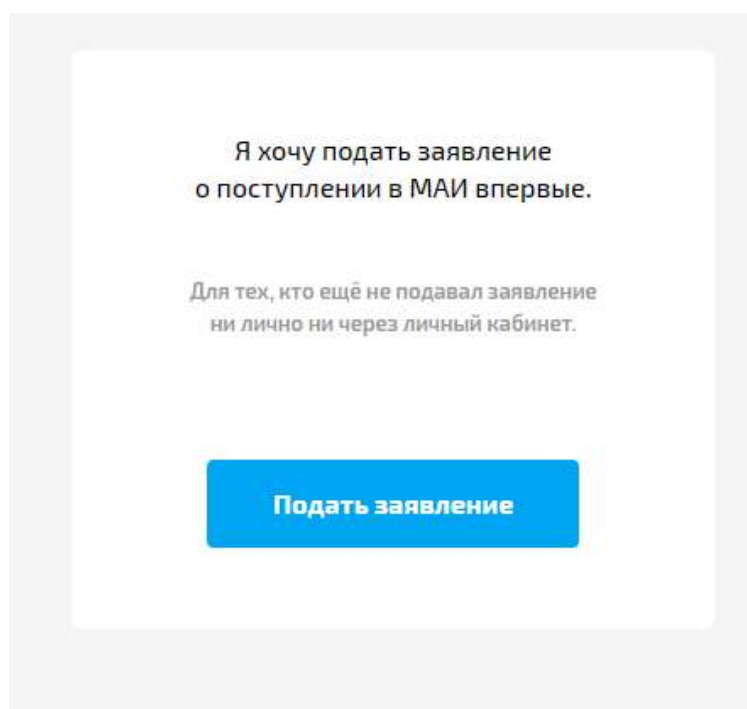 Я хочу подать заявление
о поступлении в МАИ впервые.
Для тех, кто ещё не подавал заявление
ни лично ни через личный кабинет.
Подать заявление